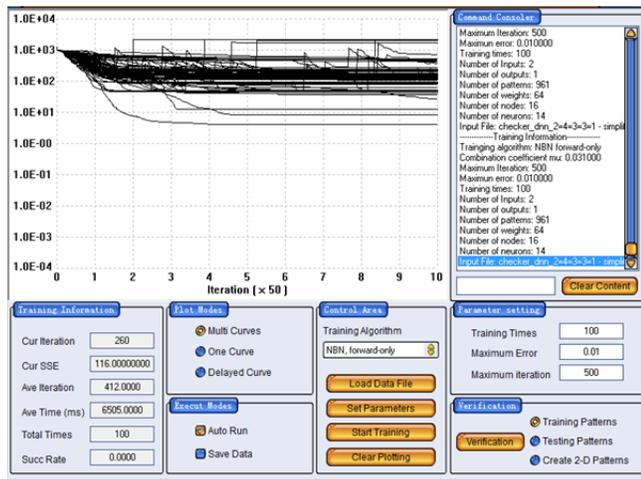 1.0E+04
1.0E+03
1.0E+02
1.0E+01
1.0E-00
1.0E-01
1.0E-02
1.0E-03
1.0E-04
0 1 2 3 4 5 6 7 8 9 10
Iteration ( × 50 )
Command Consoler
Maximum Iteration: 500
Maximun error: 0.010000
Training times: 100
Number of Inputs: 2
Number of outputs: 1
Number of patterns: 961
Number of weights: 64
Number of nodes: 16
Number of neurons: 14
Input File: checker_dnn_2=4=3=3=1 - simplif
--------------Training Information-----------
Trainging algorithm: NBN forward-only
Combination coefficient mu: 0.031000
Maximum Iteration: 500
Maximun error: 0.010000
Training times: 100
Number of Inputs: 2
Number of outputs: 1
Number of patterns: 961
Number of weights: 64
Number of nodes: 16
Number of neurons: 14
Input File: checker_dnn_2=4=3=3=1 - simplif
Clear Content
Training Information
Cur Iteration 260
Cur SSE 116.00000000
Ave Iteration 412.0000
Ave Time (ms) 6505.0000
Total Times 100
Succ Rate 0.0000
Plot Modes
Multi Curves
One Curve
Delayed Curve
Execut Modes
Auto Run
Save Data
Control Area
Training Algorithm
NBN, forward-only
Load Data File
Set Parameters
Start Training
Clear Plotting
Parameter setting
Training Times 100
Maximum Error 0.01
Maximum iteration 500
Verification
Verification
Training Patterns
Testing Patterns
Create 2-D Patterns